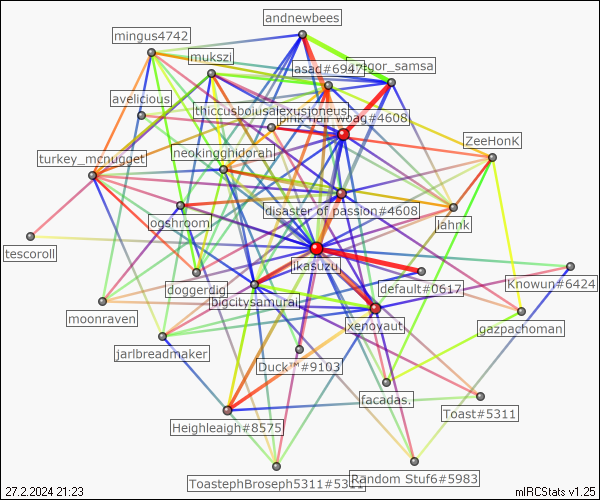 andnewbees
mingus4742
mukszi
asad#6947
gor_samsa
avelicious
thiccusboiusalexusjoneus
pink hair woag#4608
ZeeHonK
neokingghidorah
turkey_mcnugget
ooshroom
disaster of passion#4608
lahnk
tescoroll
ikasuzu
doggerdig
default#0617
Knowun#6424
bigcitysamurai
moonraven
xenoyaut
gazpachoman
jarlbreadmaker
Duck™#9103
facadas.
Toast#5311
Heighleaigh#8575
ToastephBroseph5311#5311
Random Stuf6#5983
27.2.2024 21:23
mIRCStats v1.25